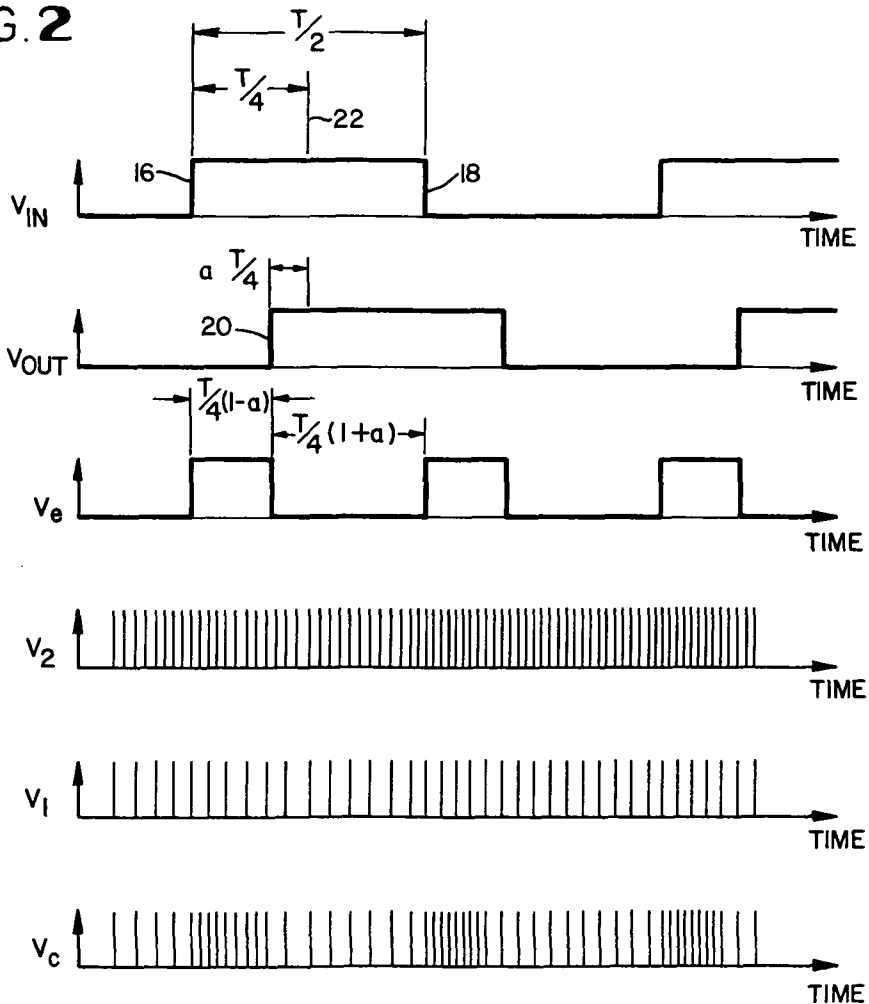 G. 2
T/2
T/4
22
16
18
VIN
TIME
a T/4
20
VOUT
TIME
T/4(1-a)
T/4(1+a)
Ve
TIME
V2
TIME
V1
TIME
Vc
TIME